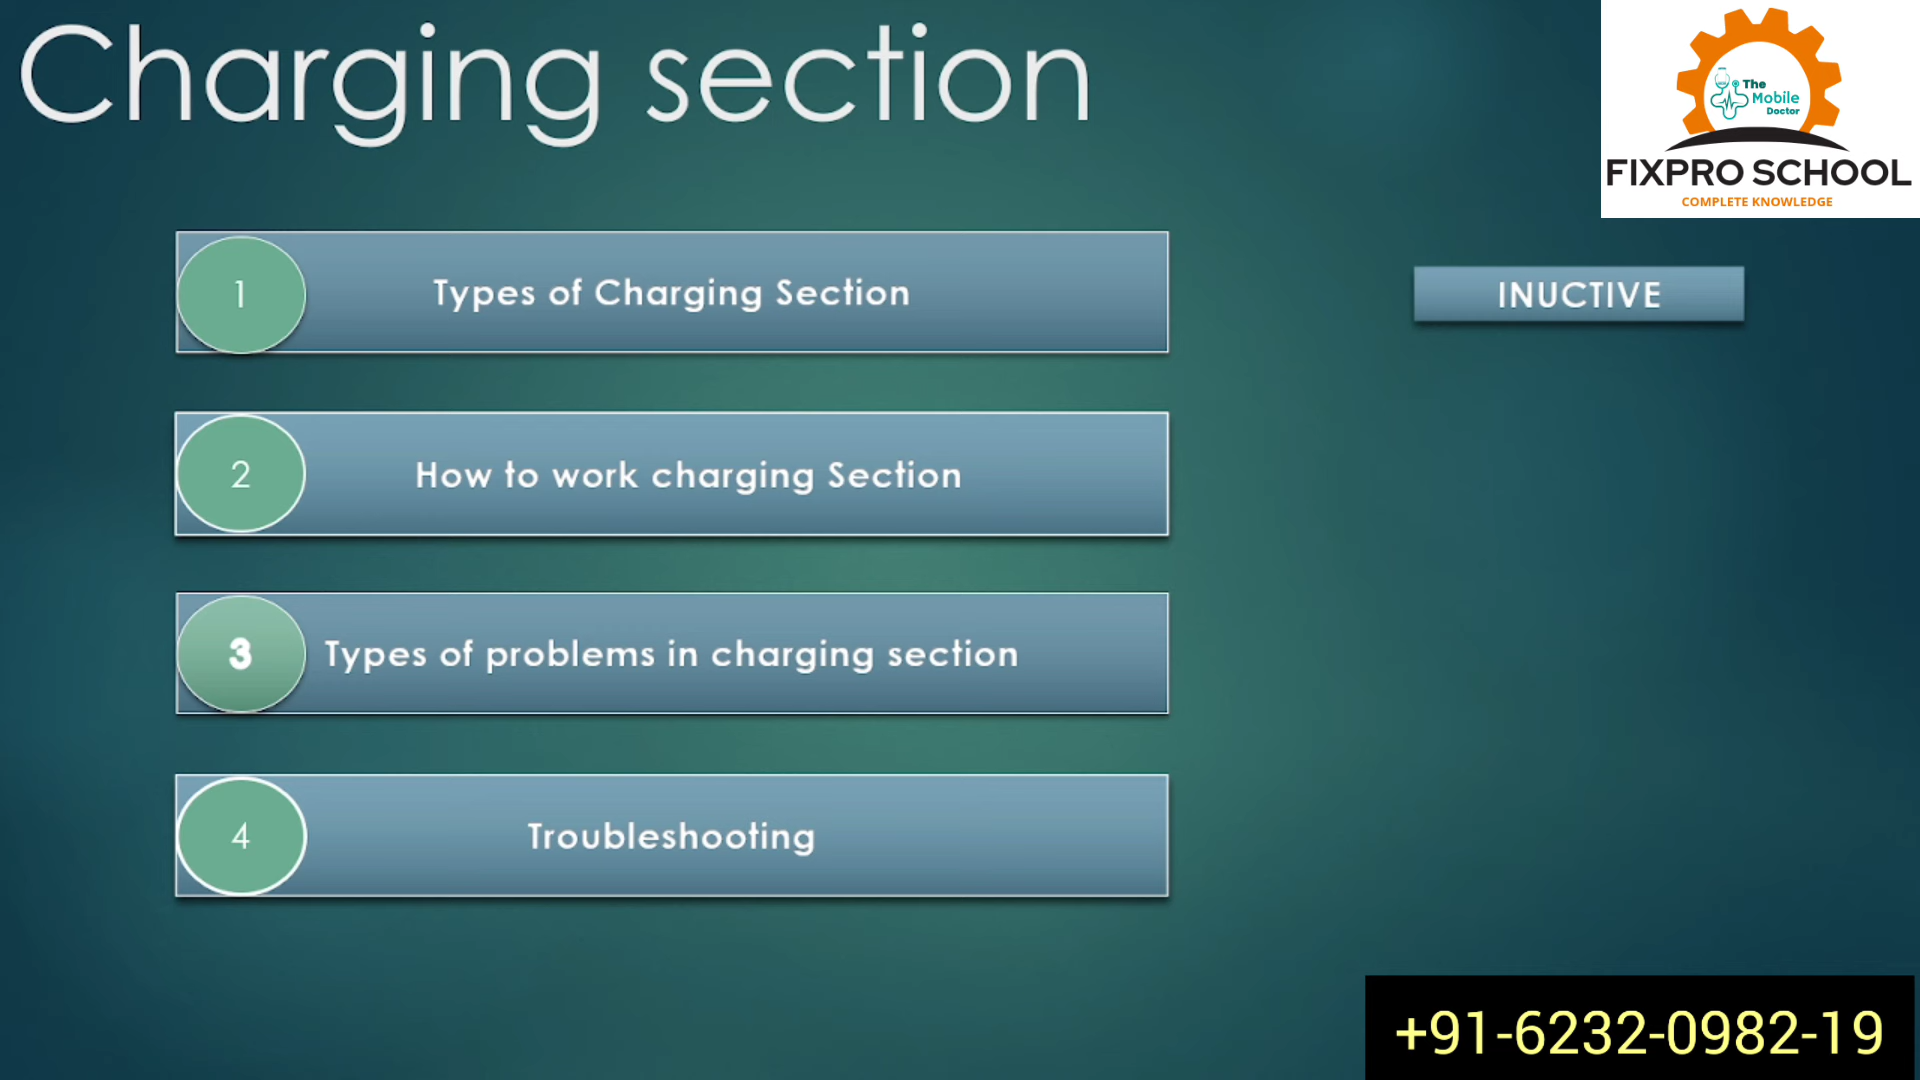 Charging section
The
Mobile
Doctor
FIXPRO SCHOOL
COMPLETE KNOWLEDGE
1 Types of Charging Section
INUCTIVE
2 How to work charging Section
3 Types of problems in charging section
4 Troubleshooting
+91-6232-0982-19